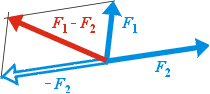 F₁ - F₂
F₁
F₂
- F₂